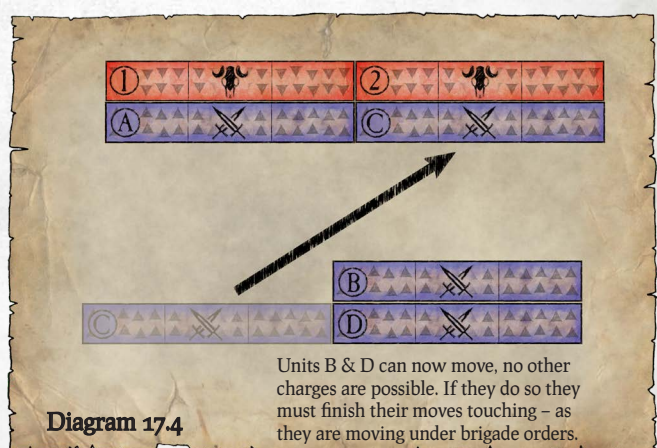 1 2
A C
B
C D
Units B & D can now move, no other
charges are possible. If they do so they
must finish their moves touching – as
they are moving under brigade orders.
Diagram 17.4